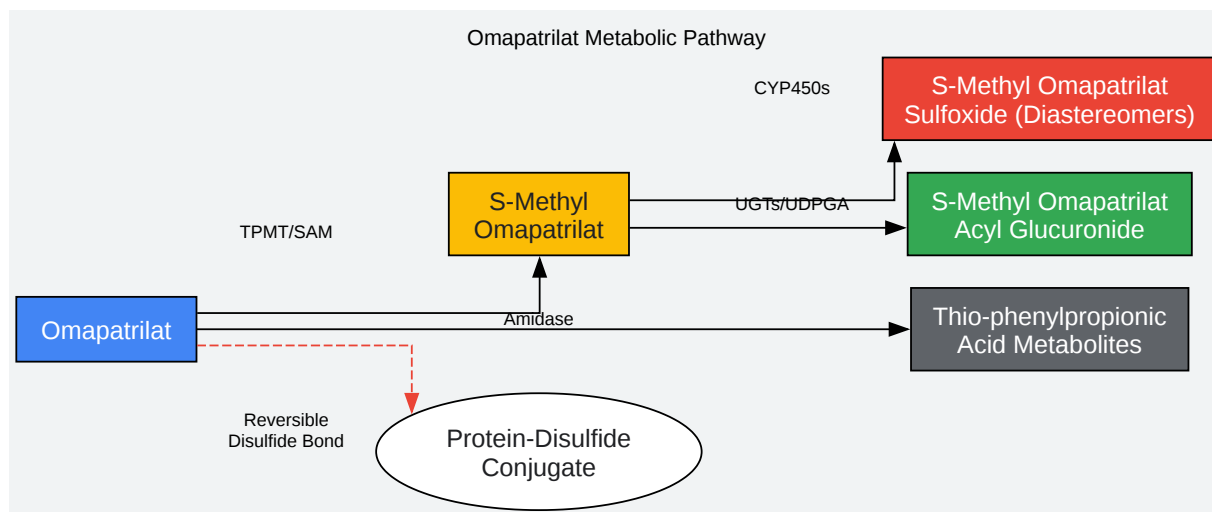 Omapatrilat Metabolic Pathway
CYP450s
S-Methyl Omapatrilat
Sulfoxide (Diastereomers)
S-Methyl
Omapatrilat
UGTs/UDPGA
S-Methyl Omapatrilat
Acyl Glucuronide
TPMT/SAM
Omapatrilat
Amidase
Thio-phenylpropionic
Acid Metabolites
Reversible
Disulfide Bond
Protein-Disulfide
Conjugate